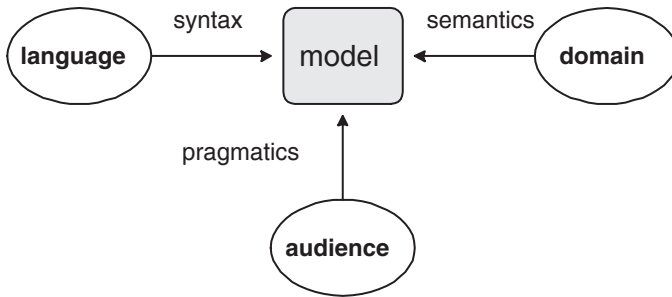 syntax
semantics
language
model
domain
pragmatics
audience